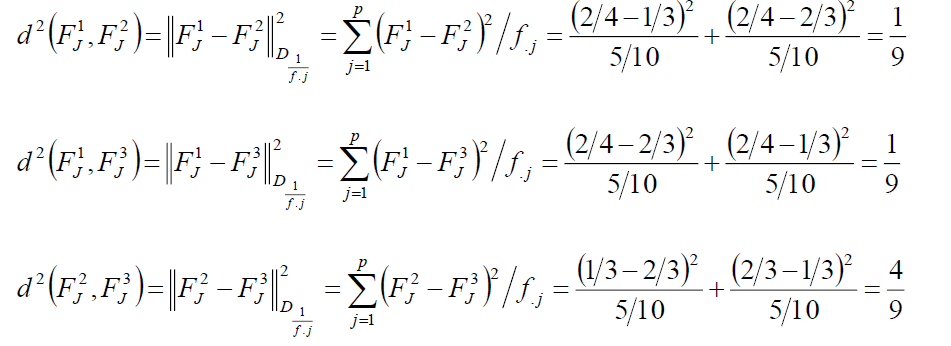 d²(F_J^1, F_J^2) = ‖F_J^1 − F_J^2‖²_{D_{1/f.j}} = ∑_{j=1}^{p} (F_J^1 − F_J^2)² / f_{.j} = (2/4 − 1/3)² / (5/10) + (2/4 − 2/3)² / (5/10) = 1/9
d²(F_J^1, F_J^3) = ‖F_J^1 − F_J^3‖²_{D_{1/f.j}} = ∑_{j=1}^{p} (F_J^1 − F_J^3)² / f_{.j} = (2/4 − 2/3)² / (5/10) + (2/4 − 1/3)² / (5/10) = 1/9
d²(F_J^2, F_J^3) = ‖F_J^2 − F_J^3‖²_{D_{1/f.j}} = ∑_{j=1}^{p} (F_J^2 − F_J^3)² / f_{.j} = (1/3 − 2/3)² / (5/10) + (2/3 − 1/3)² / (5/10) = 4/9